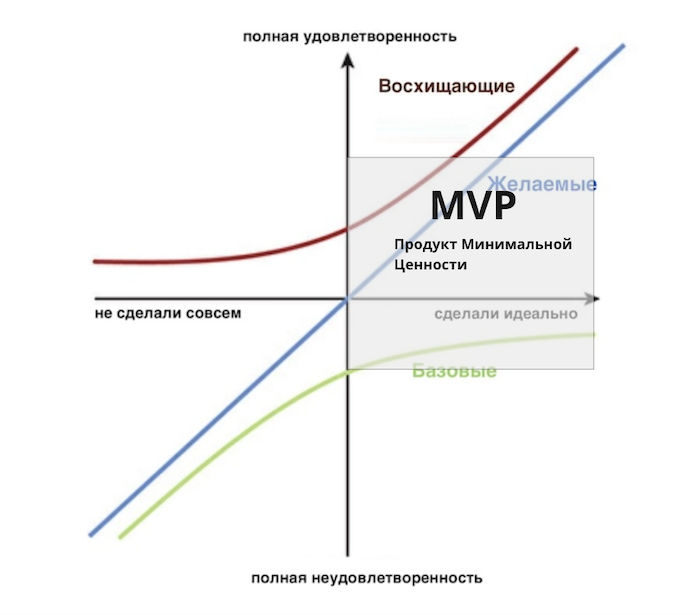 полная удовлетворенность
Восхищающие
Желаемые
MVP
Продукт Минимальной
Ценности
не сделали совсем
сделали идеально
Базовые
полная неудовлетворенность